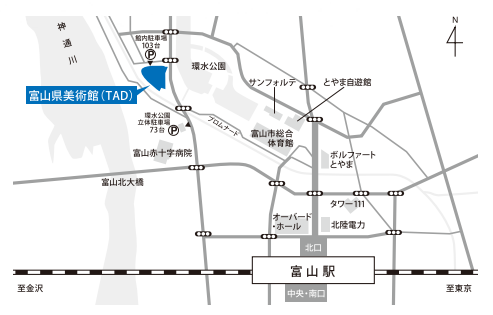 N
神
通
川
館内駐車場
103台
P
環水公園
サンフォルテ
とやま自遊館
富山県美術館(TAD)
環水公園
立体駐車場
73台
P
プロムナード
富山市総合
体育館
富山赤十字病院
ボルファート
とやま
富山北大橋
タワー111
オーバード
・ホール
北陸電力
北口
富山駅
至金沢
至東京
中央・南口